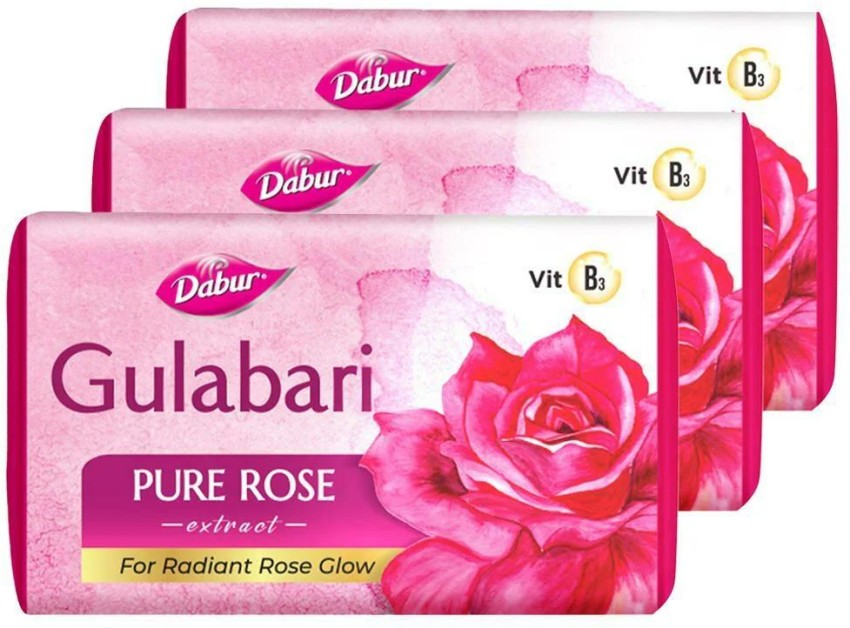 Dabur
Vit B3
Dabur
Vit B3
Dabur
Vit B3
Gulabari
PURE ROSE
extract
For Radiant Rose Glow